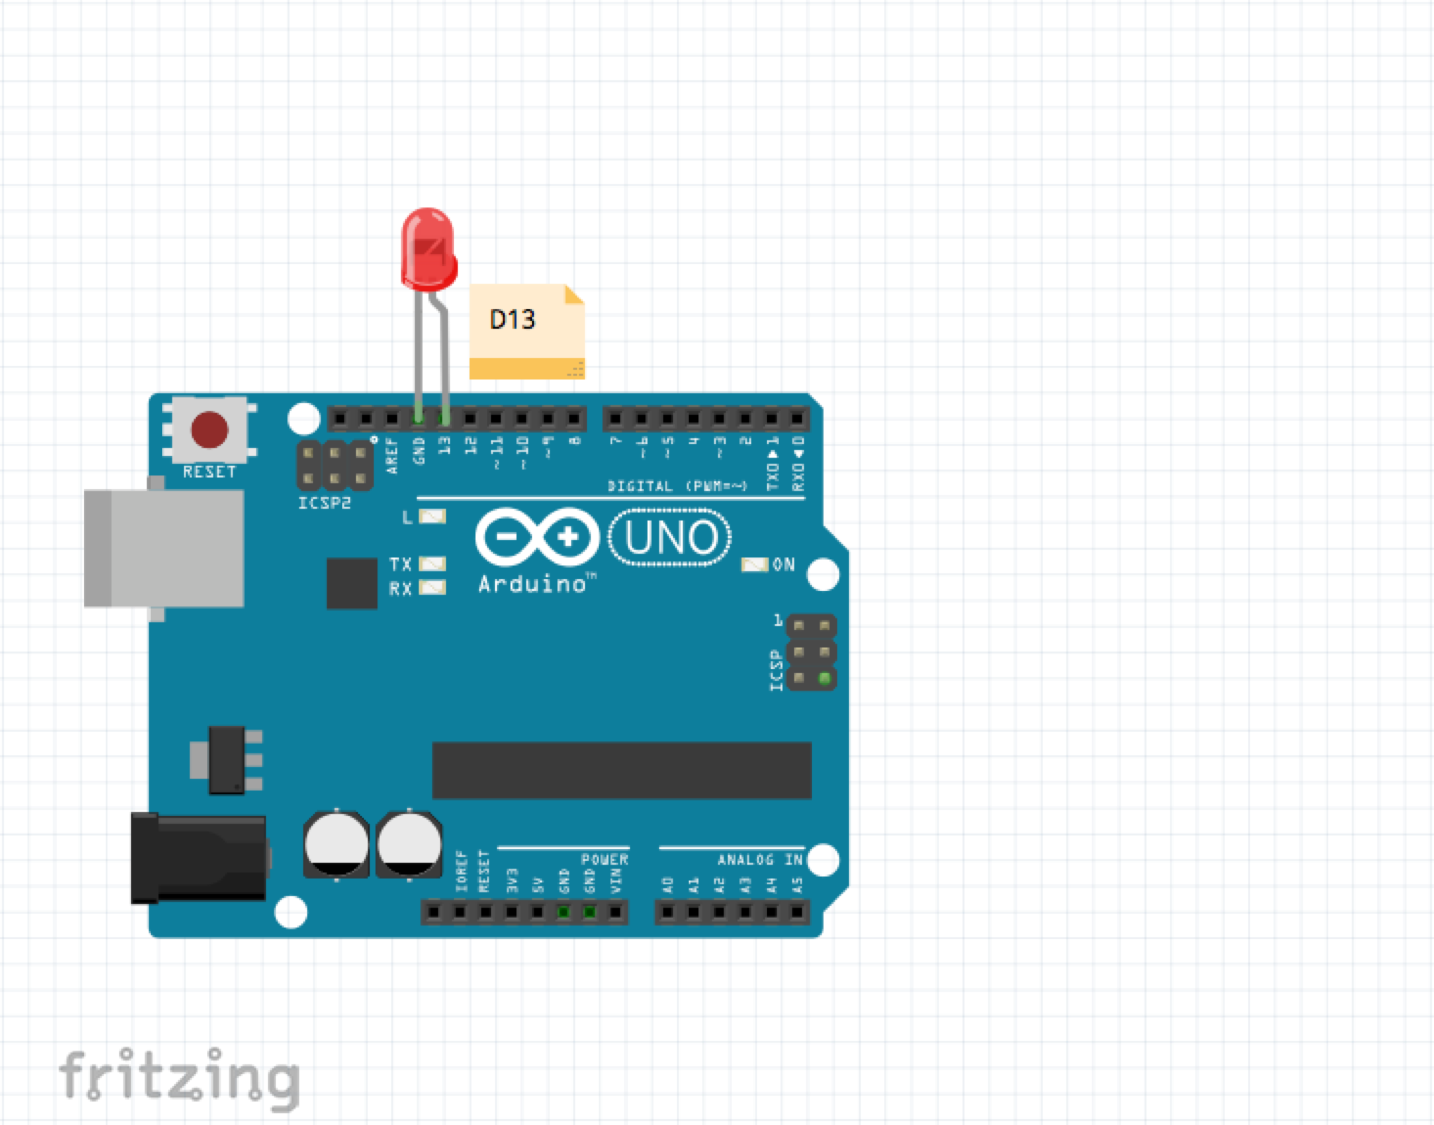 D13
RESET
ICSP2
AREF
GND
13
12
~11
~10
~9
8
7
~6
~5
4
~3
2
TX0▶1
RX0◀0
DIGITAL (PWM=~)
L
TX
RX
UNO
Arduino™
ON
1
ICSP
POWER
ANALOG IN
IOREF
RESET
3V3
5V
GND
GND
VIN
A0
A1
A2
A3
A4
A5
fritzing